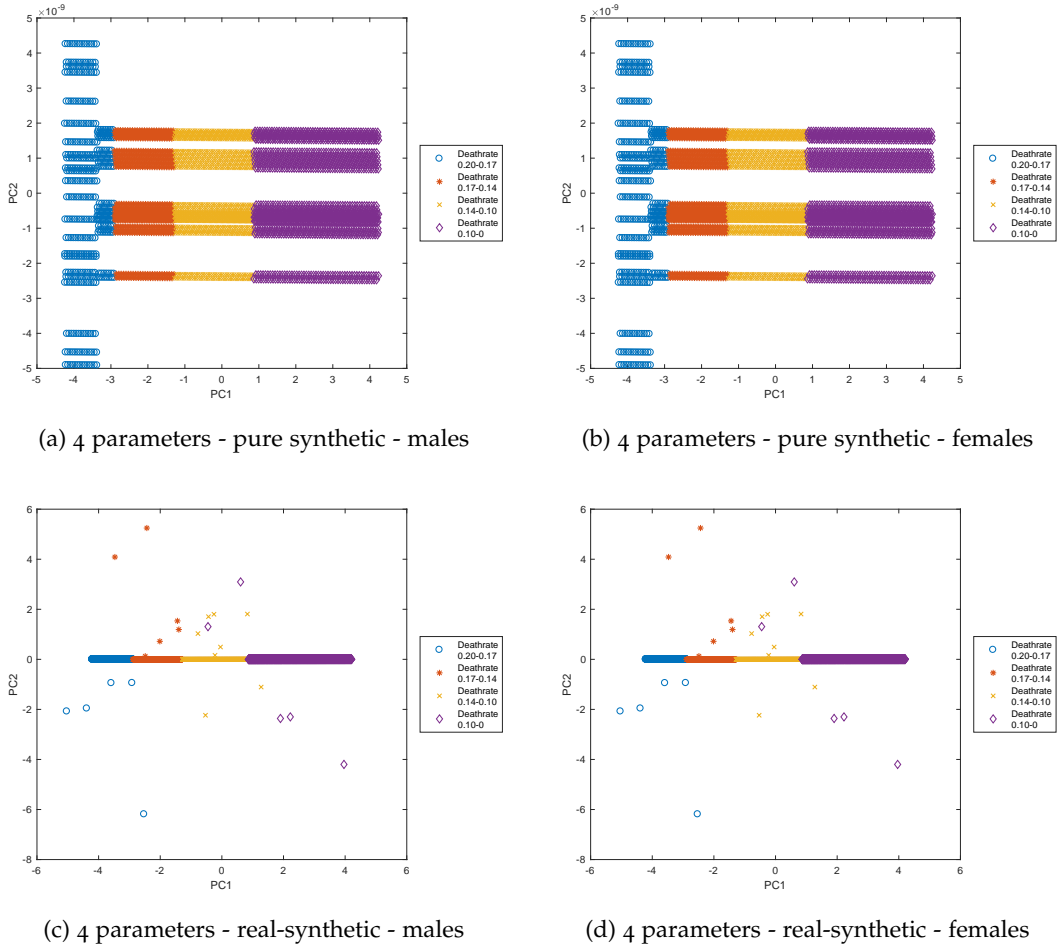 ×10⁻⁹
5
4
3
2
1
0
-1
-2
-3
-4
-5
PC2
-5 -4 -3 -2 -1 0 1 2 3 4 5
PC1
Deathrate
0.20-0.17
Deathrate
0.17-0.14
Deathrate
0.14-0.10
Deathrate
0.10-0
(a) 4 parameters - pure synthetic - males
×10⁻⁹
5
4
3
2
1
0
-1
-2
-3
-4
-5
PC2
-5 -4 -3 -2 -1 0 1 2 3 4 5
PC1
Deathrate
0.20-0.17
Deathrate
0.17-0.14
Deathrate
0.14-0.10
Deathrate
0.10-0
(b) 4 parameters - pure synthetic - females
6
4
2
0
-2
-4
-6
-8
PC2
-6 -4 -2 0 2 4 6
PC1
Deathrate
0.20-0.17
Deathrate
0.17-0.14
Deathrate
0.14-0.10
Deathrate
0.10-0
(c) 4 parameters - real-synthetic - males
6
4
2
0
-2
-4
-6
-8
PC2
-6 -4 -2 0 2 4 6
PC1
Deathrate
0.20-0.17
Deathrate
0.17-0.14
Deathrate
0.14-0.10
Deathrate
0.10-0
(d) 4 parameters - real-synthetic - females